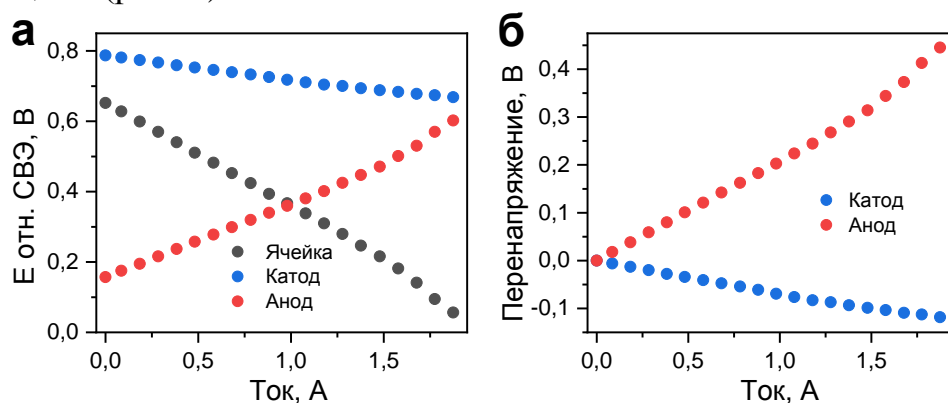 а
E отн. СВЭ, В
0,8
0,6
0,4
0,2
0,0
Ячейка
Катод
Анод
0,0 0,5 1,0 1,5
Ток, А
б
Перенапряжение, В
0,4
0,3
0,2
0,1
0,0
-0,1
Катод
Анод
0,0 0,5 1,0 1,5
Ток, А